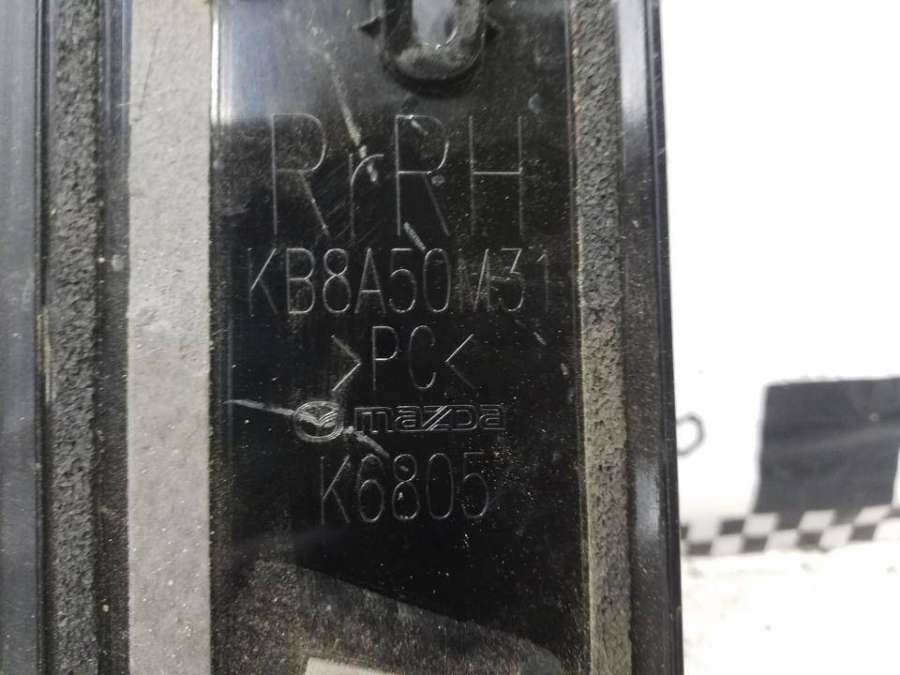 RrRH
KB8A50M31
>PC<
mazda
K6805